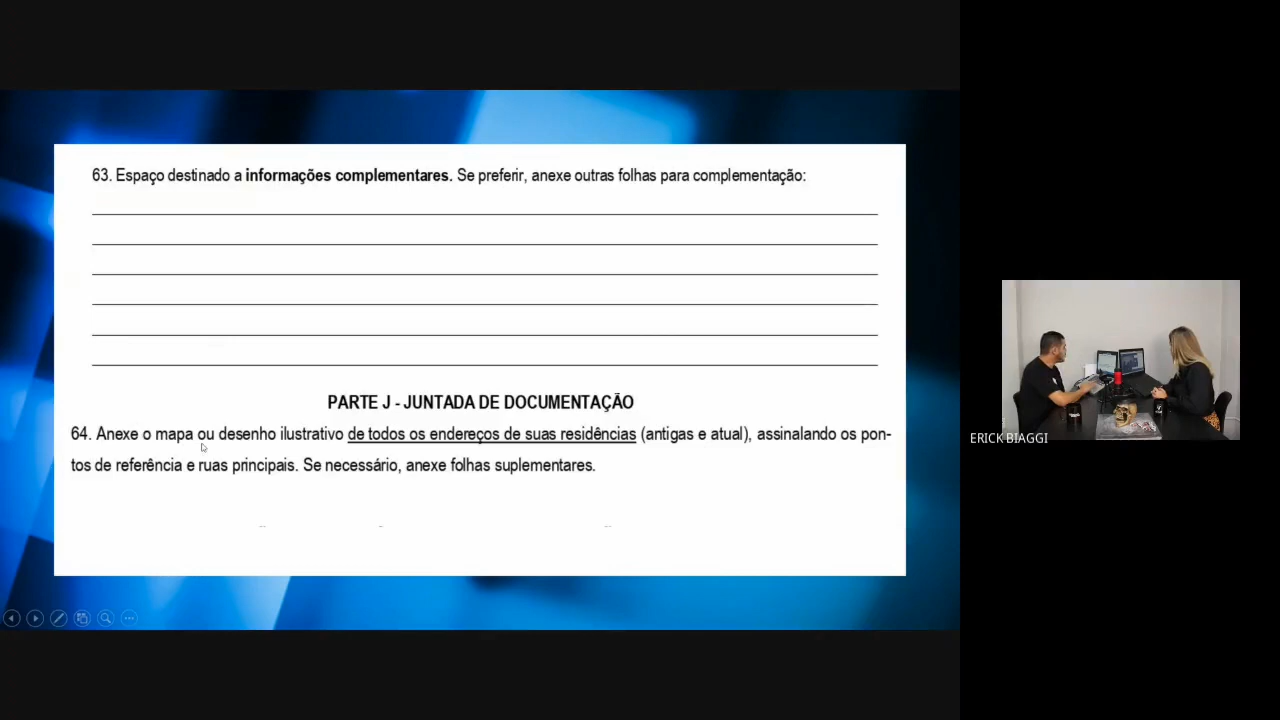 63. Espaço destinado a informações complementares. Se preferir, anexe outras folhas para complementação:
PARTE J - JUNTADA DE DOCUMENTAÇÃO
64. Anexe o mapa ou desenho ilustrativo de todos os endereços de suas residências (antigas e atual), assinalando os pon-
tos de referência e ruas principais. Se necessário, anexe folhas suplementares.
ERICK BIAGGI